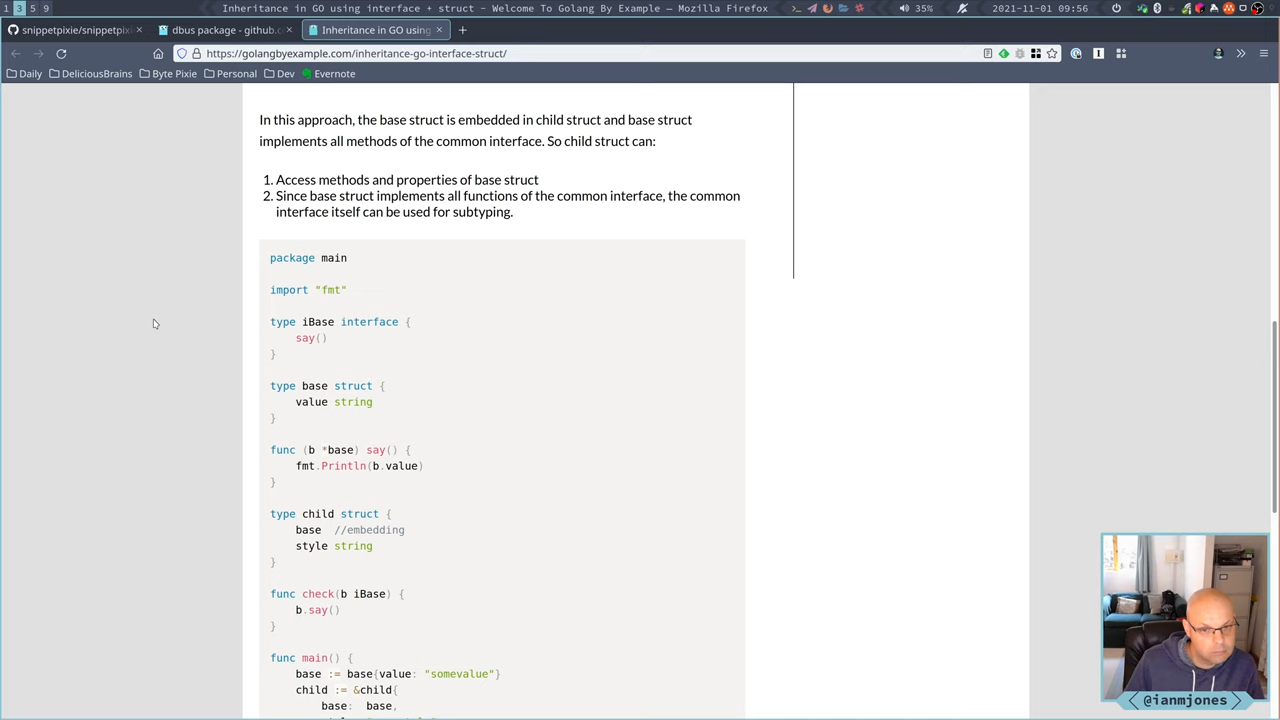 1 3 5 9
Inheritance in GO using interface + struct - Welcome To Golang By Example — Mozilla Firefox
35%
2021-11-01 09:56
snippetpixie/snippetpixi
dbus package - github.c
Inheritance in GO using
https://golangbyexample.com/inheritance-go-interface-struct/
Daily DeliciousBrains Byte Pixie Personal Dev Evernote
In this approach, the base struct is embedded in child struct and base struct
implements all methods of the common interface. So child struct can:
1. Access methods and properties of base struct
2. Since base struct implements all functions of the common interface, the common
interface itself can be used for subtyping.
package main
import "fmt"
type iBase interface {
say()
}
type base struct {
value string
}
func (b *base) say() {
fmt.Println(b.value)
}
type child struct {
base //embedding
style string
}
func check(b iBase) {
b.say()
}
func main() {
base := base{value: "somevalue"}
child := &child{
base: base,
@ianmjones